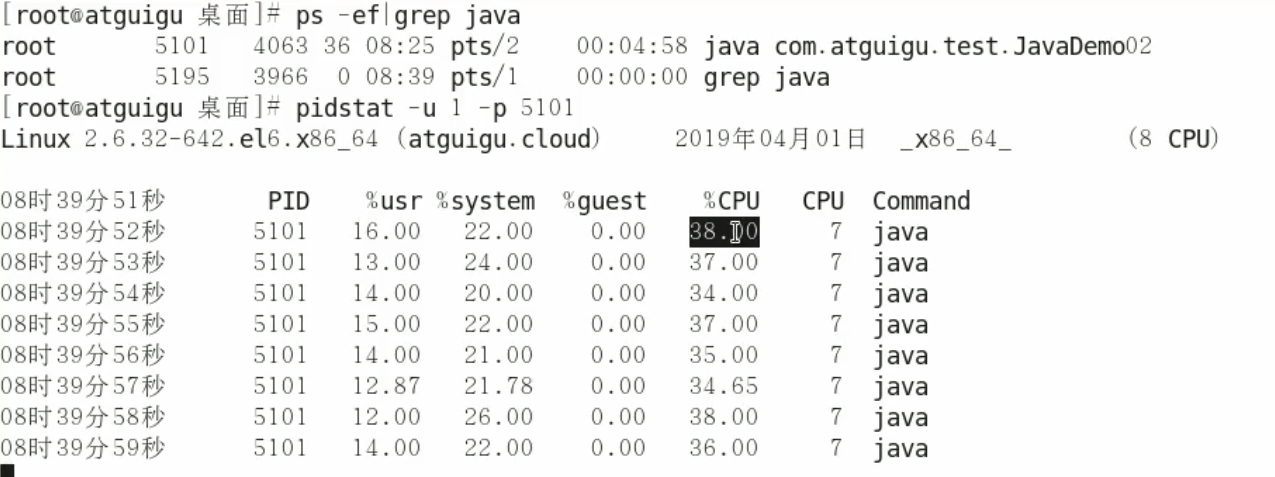 [root@atguigu 桌面]# ps -ef|grep java
root 5101 4063 36 08:25 pts/2 00:04:58 java com.atguigu.test.JavaDemo02
root 5195 3966 0 08:39 pts/1 00:00:00 grep java
[root@atguigu 桌面]# pidstat -u 1 -p 5101
Linux 2.6.32-642.el6.x86_64 (atguigu.cloud) 2019年04月01日 _x86_64_ (8 CPU)
08时39分51秒 PID %usr %system %guest %CPU CPU Command
08时39分52秒 5101 16.00 22.00 0.00 38.00 7 java
08时39分53秒 5101 13.00 24.00 0.00 37.00 7 java
08时39分54秒 5101 14.00 20.00 0.00 34.00 7 java
08时39分55秒 5101 15.00 22.00 0.00 37.00 7 java
08时39分56秒 5101 14.00 21.00 0.00 35.00 7 java
08时39分57秒 5101 12.87 21.78 0.00 34.65 7 java
08时39分58秒 5101 12.00 26.00 0.00 38.00 7 java
08时39分59秒 5101 14.00 22.00 0.00 36.00 7 java